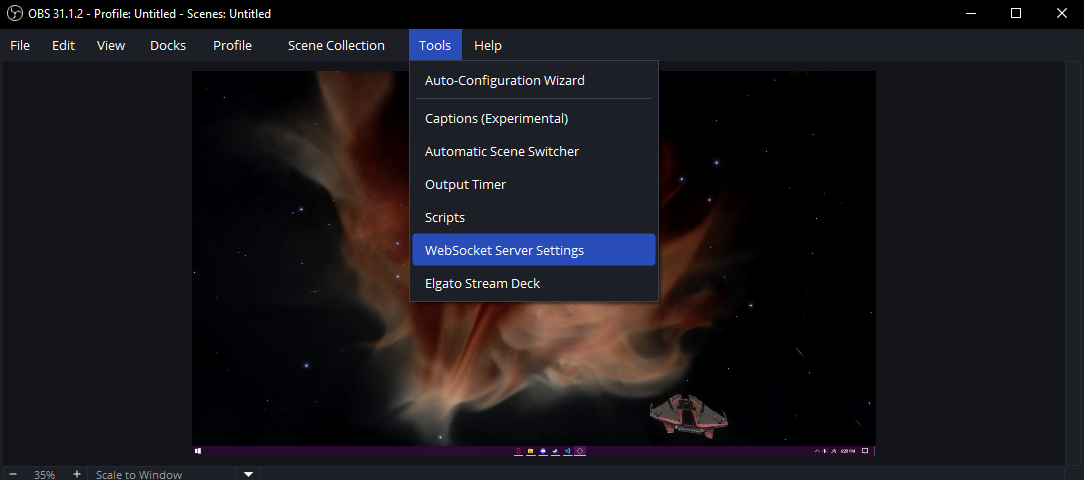 OBS 31.1.2 - Profile: Untitled - Scenes: Untitled
File Edit View Docks Profile Scene Collection Tools Help
Auto-Configuration Wizard
Captions (Experimental)
Automatic Scene Switcher
Output Timer
Scripts
WebSocket Server Settings
Elgato Stream Deck
35% Scale to Window